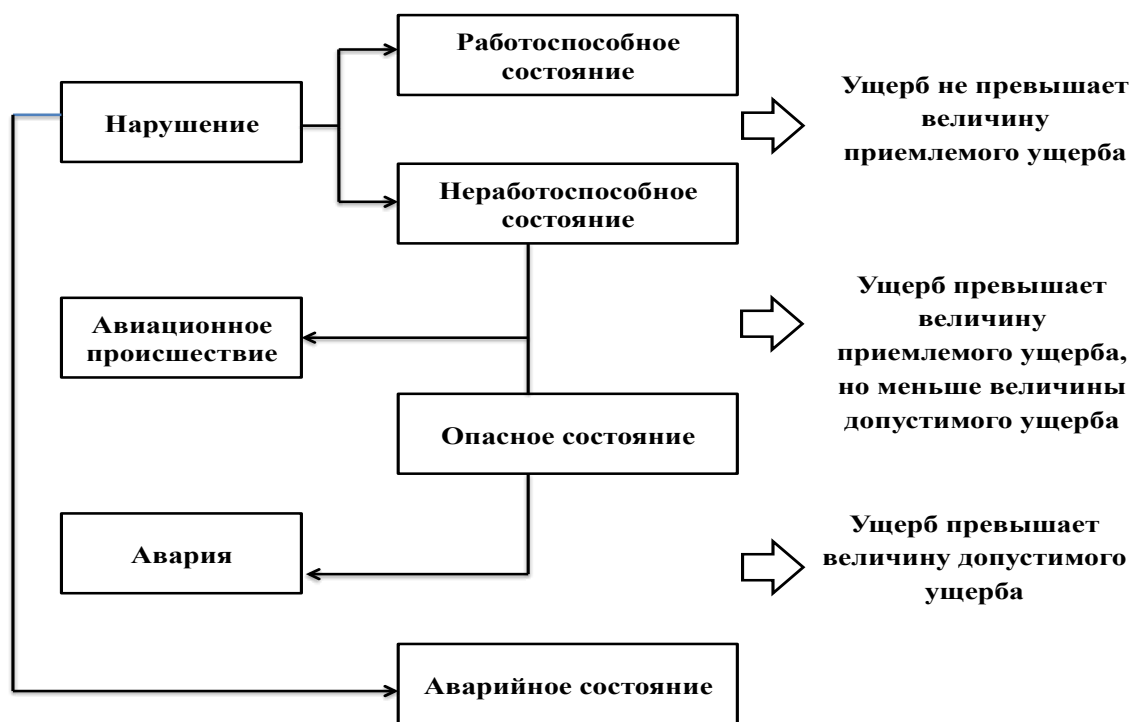 Работоспособное
состояние
Нарушение
Ущерб не превышает
величину
приемлемого ущерба
Неработоспособное
состояние
Авиационное
происшествие
Ущерб превышает
величину
приемлемого ущерба,
но меньше величины
допустимого ущерба
Опасное состояние
Авария
Ущерб превышает
величину допустимого
ущерба
Аварийное состояние